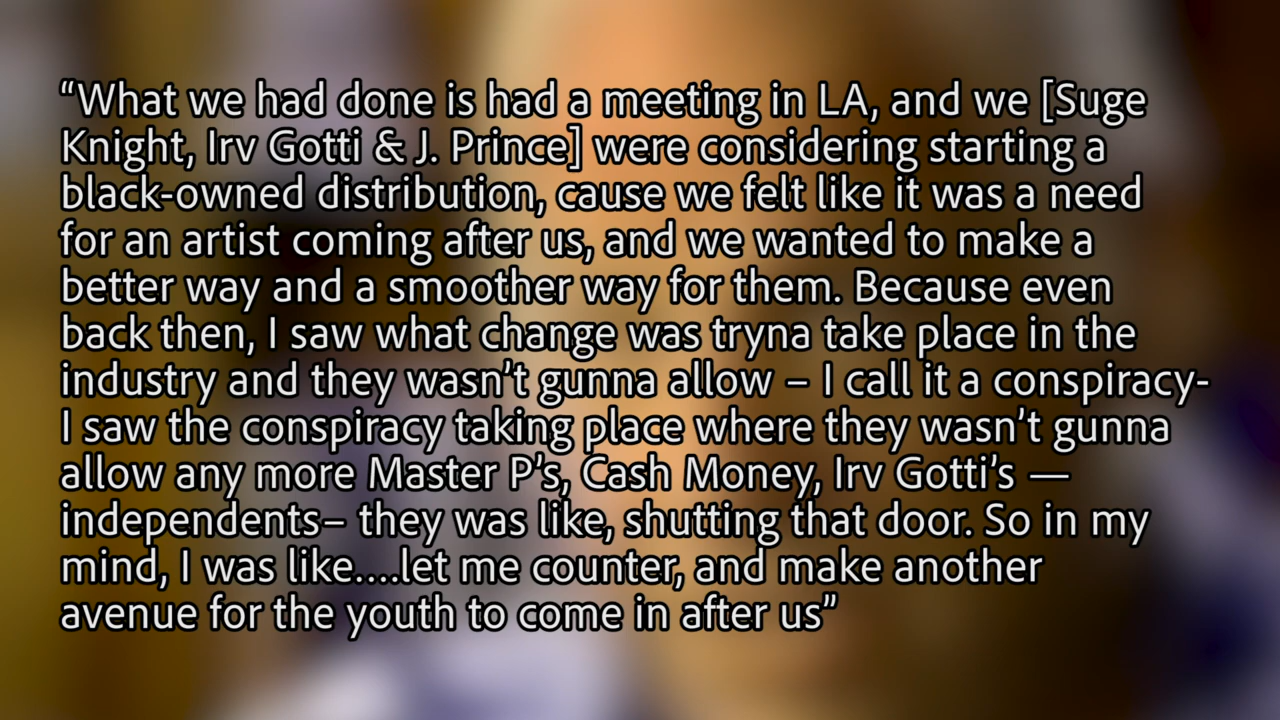 “What we had done is had a meeting in LA, and we [Suge
Knight, Irv Gotti & J. Prince] were considering starting a
black-owned distribution, cause we felt like it was a need
for an artist coming after us, and we wanted to make a
better way and a smoother way for them. Because even
back then, I saw what change was tryna take place in the
industry and they wasn’t gunna allow – I call it a conspiracy-
I saw the conspiracy taking place where they wasn’t gunna
allow any more Master P’s, Cash Money, Irv Gotti’s —
independents– they was like, shutting that door. So in my
mind, I was like....let me counter, and make another
avenue for the youth to come in after us”